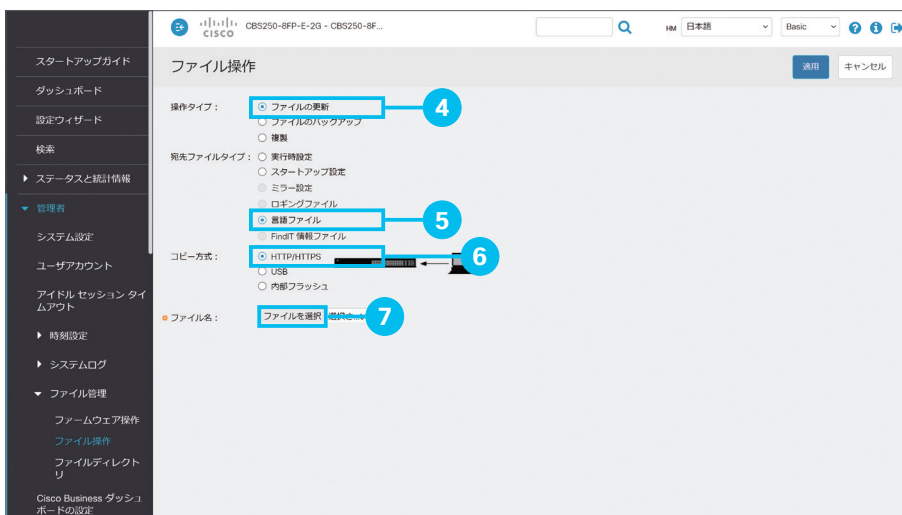 CISCO
CBS250-8FP-E-2G - CBS250-8F...
HM 日本語
Basic
スタートアップガイド
ダッシュボード
設定ウィザード
検索
ステータスと統計情報
管理者
システム設定
ユーザアカウント
アイドル セッション タイ
ムアウト
時刻設定
システムログ
ファイル管理
ファームウェア操作
ファイル操作
ファイルディレクト
リ
Cisco Business ダッシュ
ボードの設定
ファイル操作
適用
キャンセル
操作タイプ：
ファイルの更新
4
ファイルのバックアップ
複製
宛先ファイルタイプ：
実行時設定
スタートアップ設定
ミラー設定
ロギングファイル
言語ファイル
5
FindIT 情報ファイル
コピー方式：
HTTP/HTTPS
6
USB
内部フラッシュ
ファイル名：
ファイルを選択
7